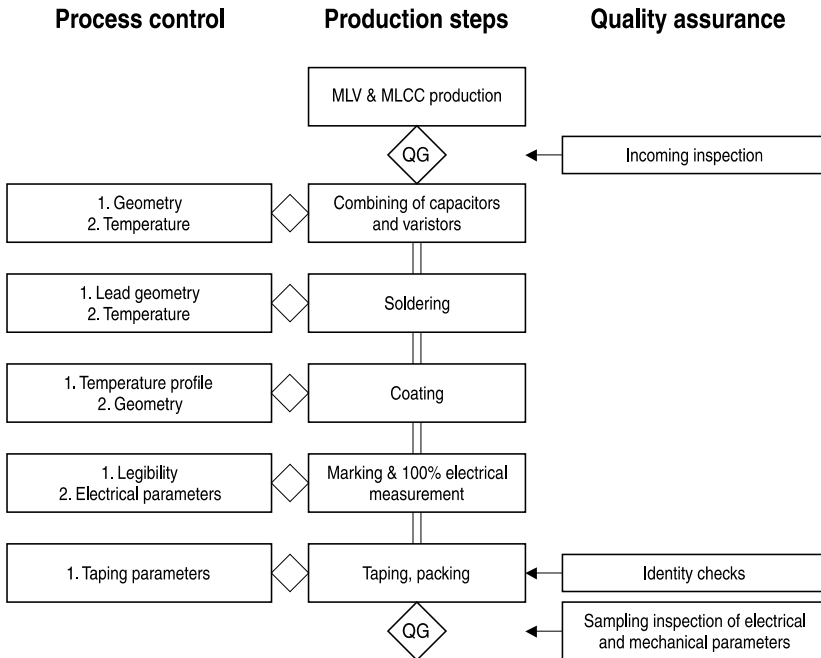 Process control
Production steps
Quality assurance
MLV & MLCC production
QG
Incoming inspection
1. Geometry
2. Temperature
Combining of capacitors
and varistors
1. Lead geometry
2. Temperature
Soldering
1. Temperature profile
2. Geometry
Coating
1. Legibility
2. Electrical parameters
Marking & 100% electrical
measurement
1. Taping parameters
Taping, packing
Identity checks
QG
Sampling inspection of electrical
and mechanical parameters